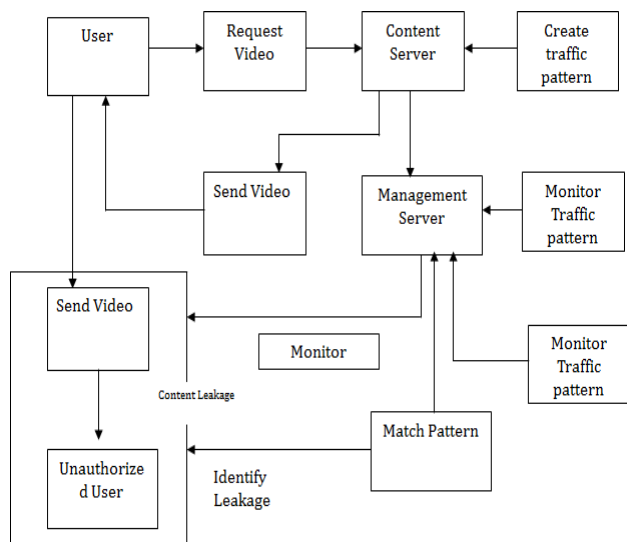 User
Request
Video
Content
Server
Create
traffic
pattern
Send Video
Management
Server
Monitor
Traffic
pattern
Send Video
Monitor
Monitor
Traffic
pattern
Content Leakage
Match Pattern
Unauthorize
d User
Identify
Leakage